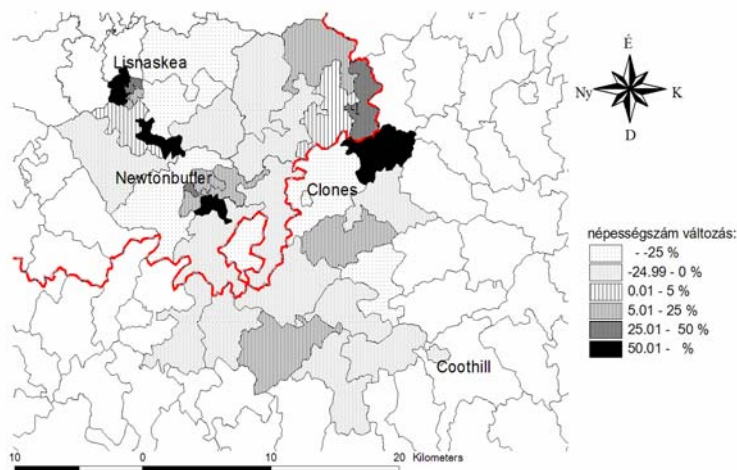 Lisnaskea
Newtonbutler
Clones
Coothill
É
Ny
K
D
népességszám változás:
- -25 %
-24.99 - 0 %
0.01 - 5 %
5.01 - 25 %
25.01 - 50 %
50.01 - %
10 0 10 20 Kilometers